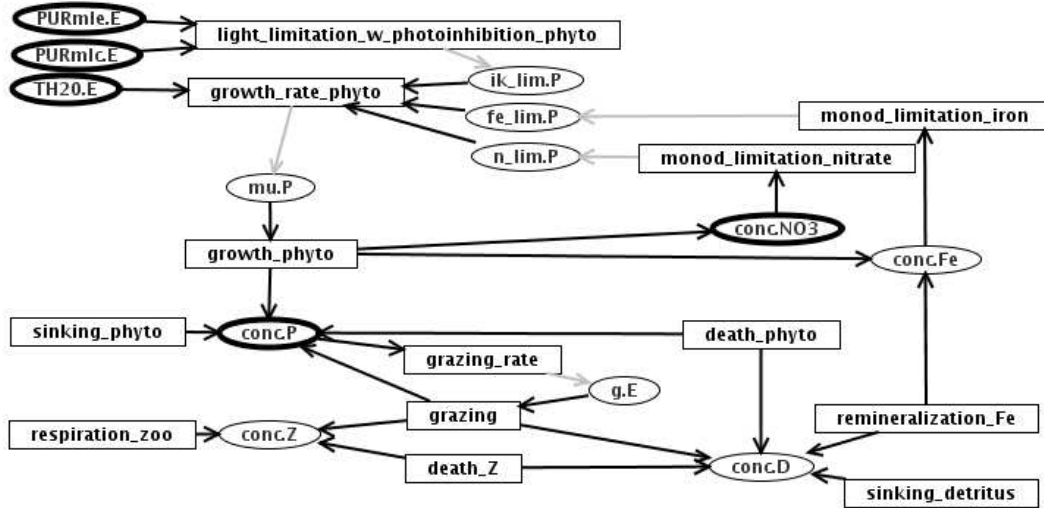 PURmle.E
light_limitation_w_photoinhibition_phyto
PURmlc.E
TH20.E
growth_rate_phyto
ik_lim.P
fe_lim.P
monod_limitation_iron
n_lim.P
monod_limitation_nitrate
mu.P
conc.NO3
growth_phyto
conc.Fe
sinking_phyto
conc.P
death_phyto
grazing_rate
g.E
grazing
remineralization_Fe
respiration_zoo
conc.Z
death_Z
conc.D
sinking_detritus